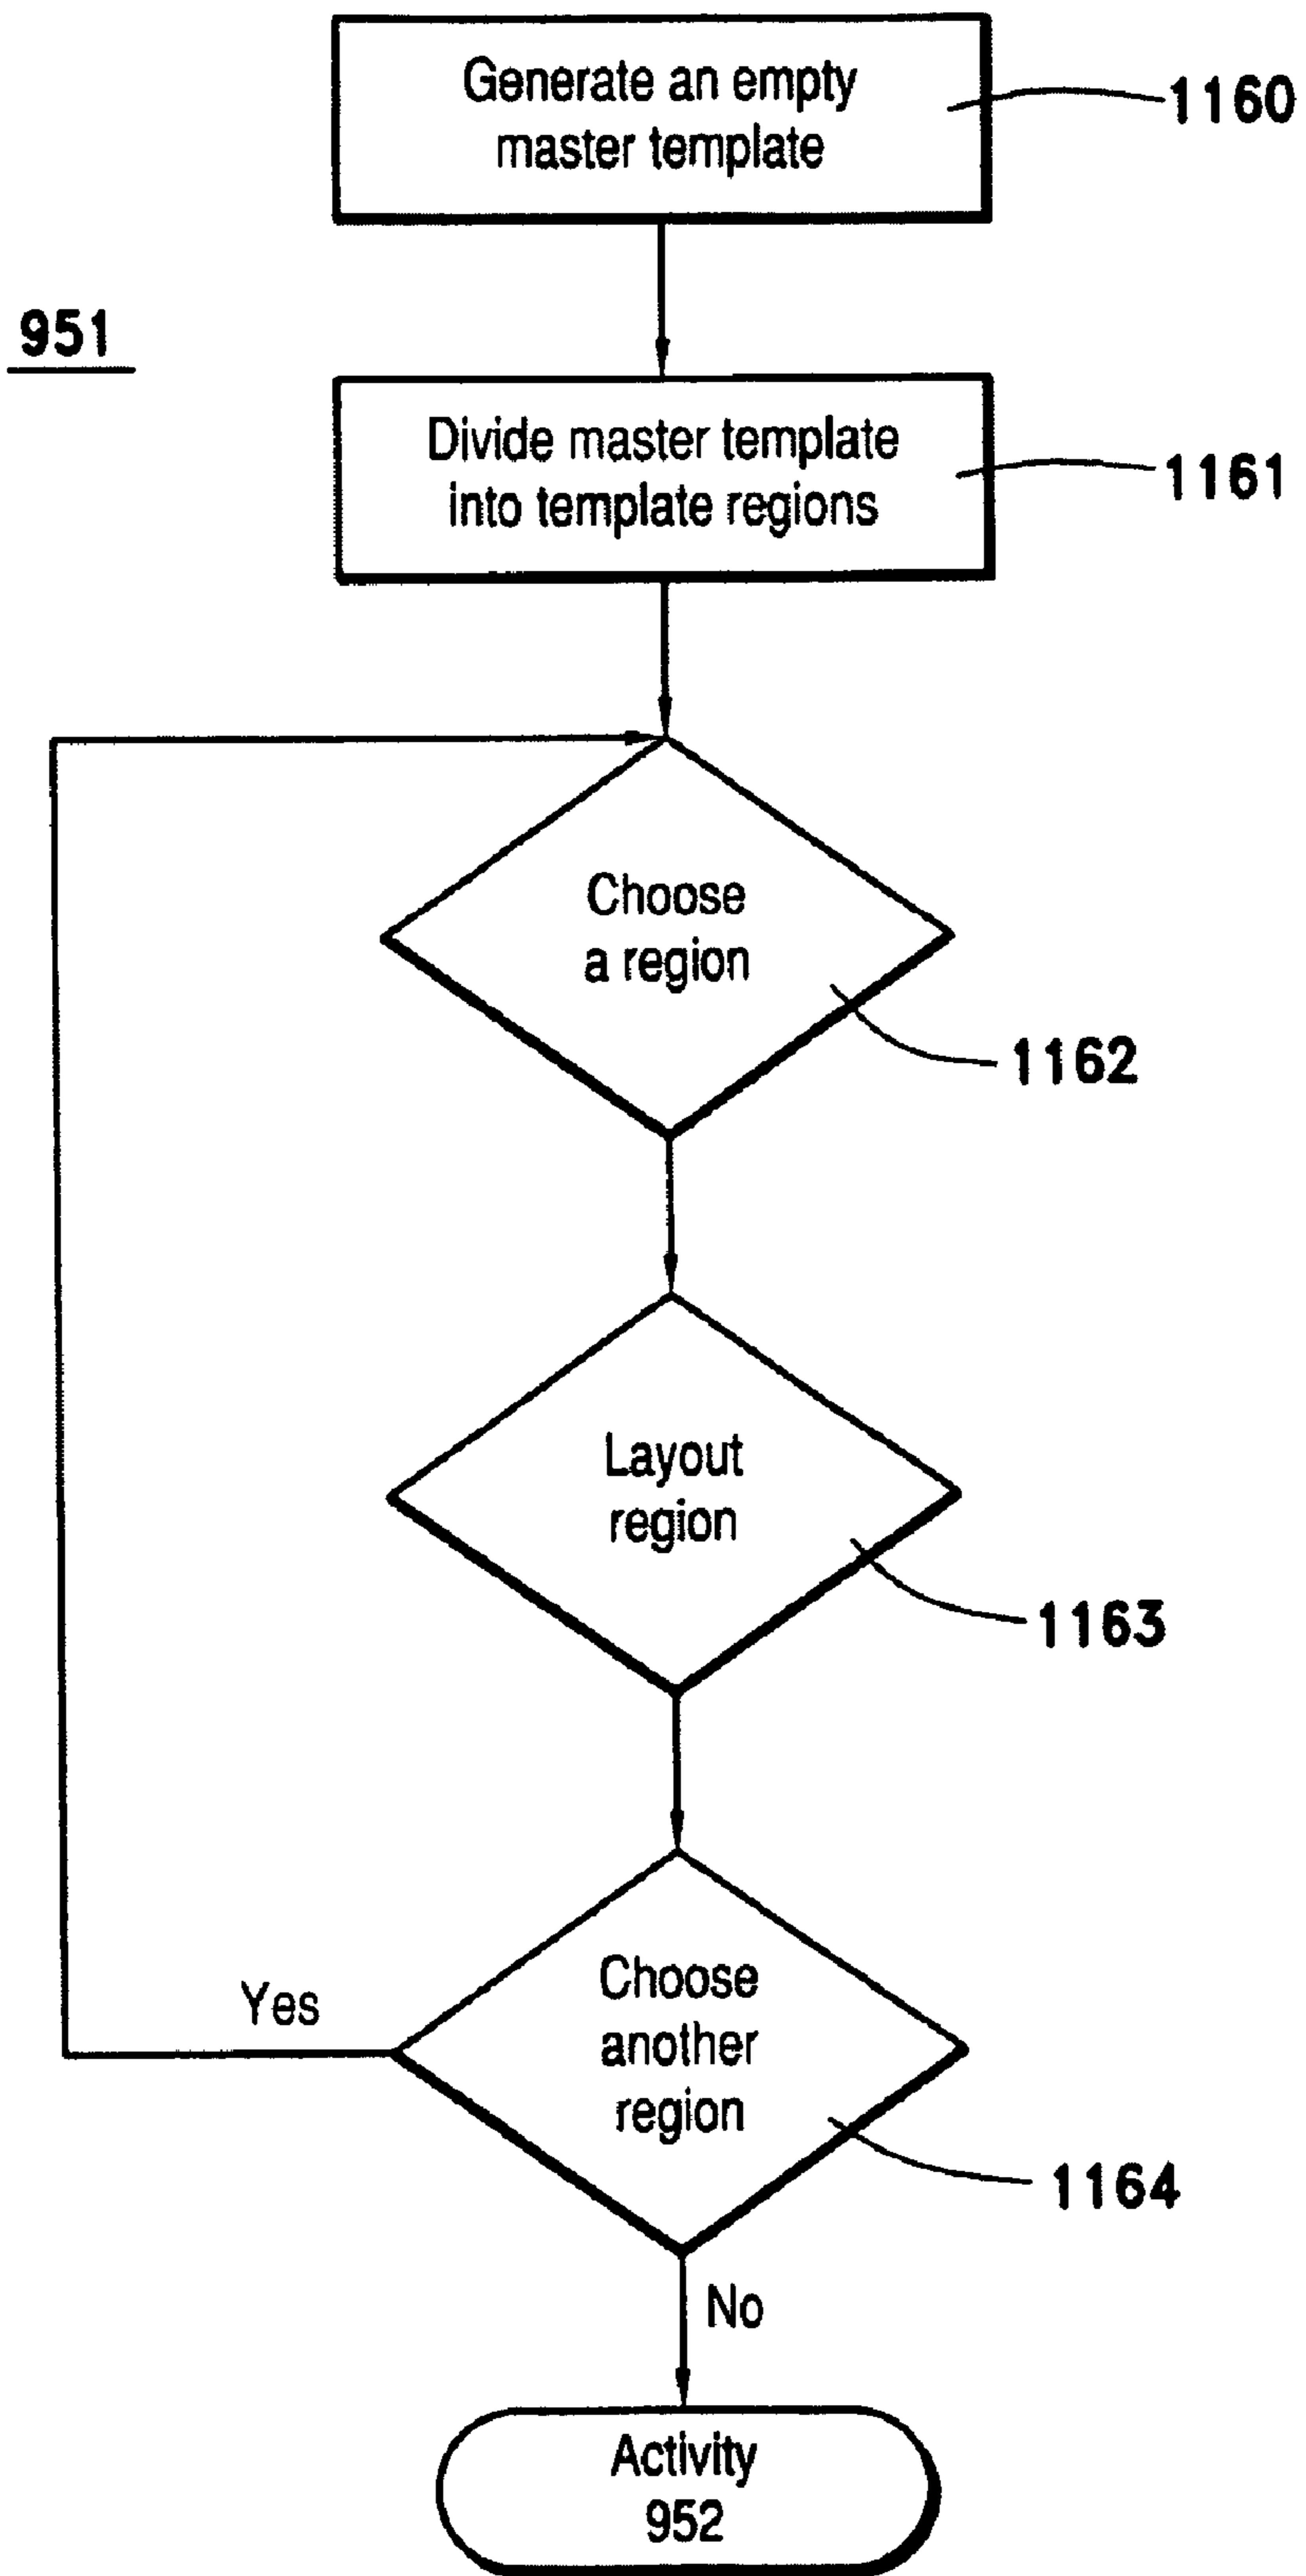 Generate an empty
master template
1160
951
Divide master template
into template regions
1161
Choose
a region
1162
Layout
region
1163
Choose
another
region
Yes
1164
No
Activity
952